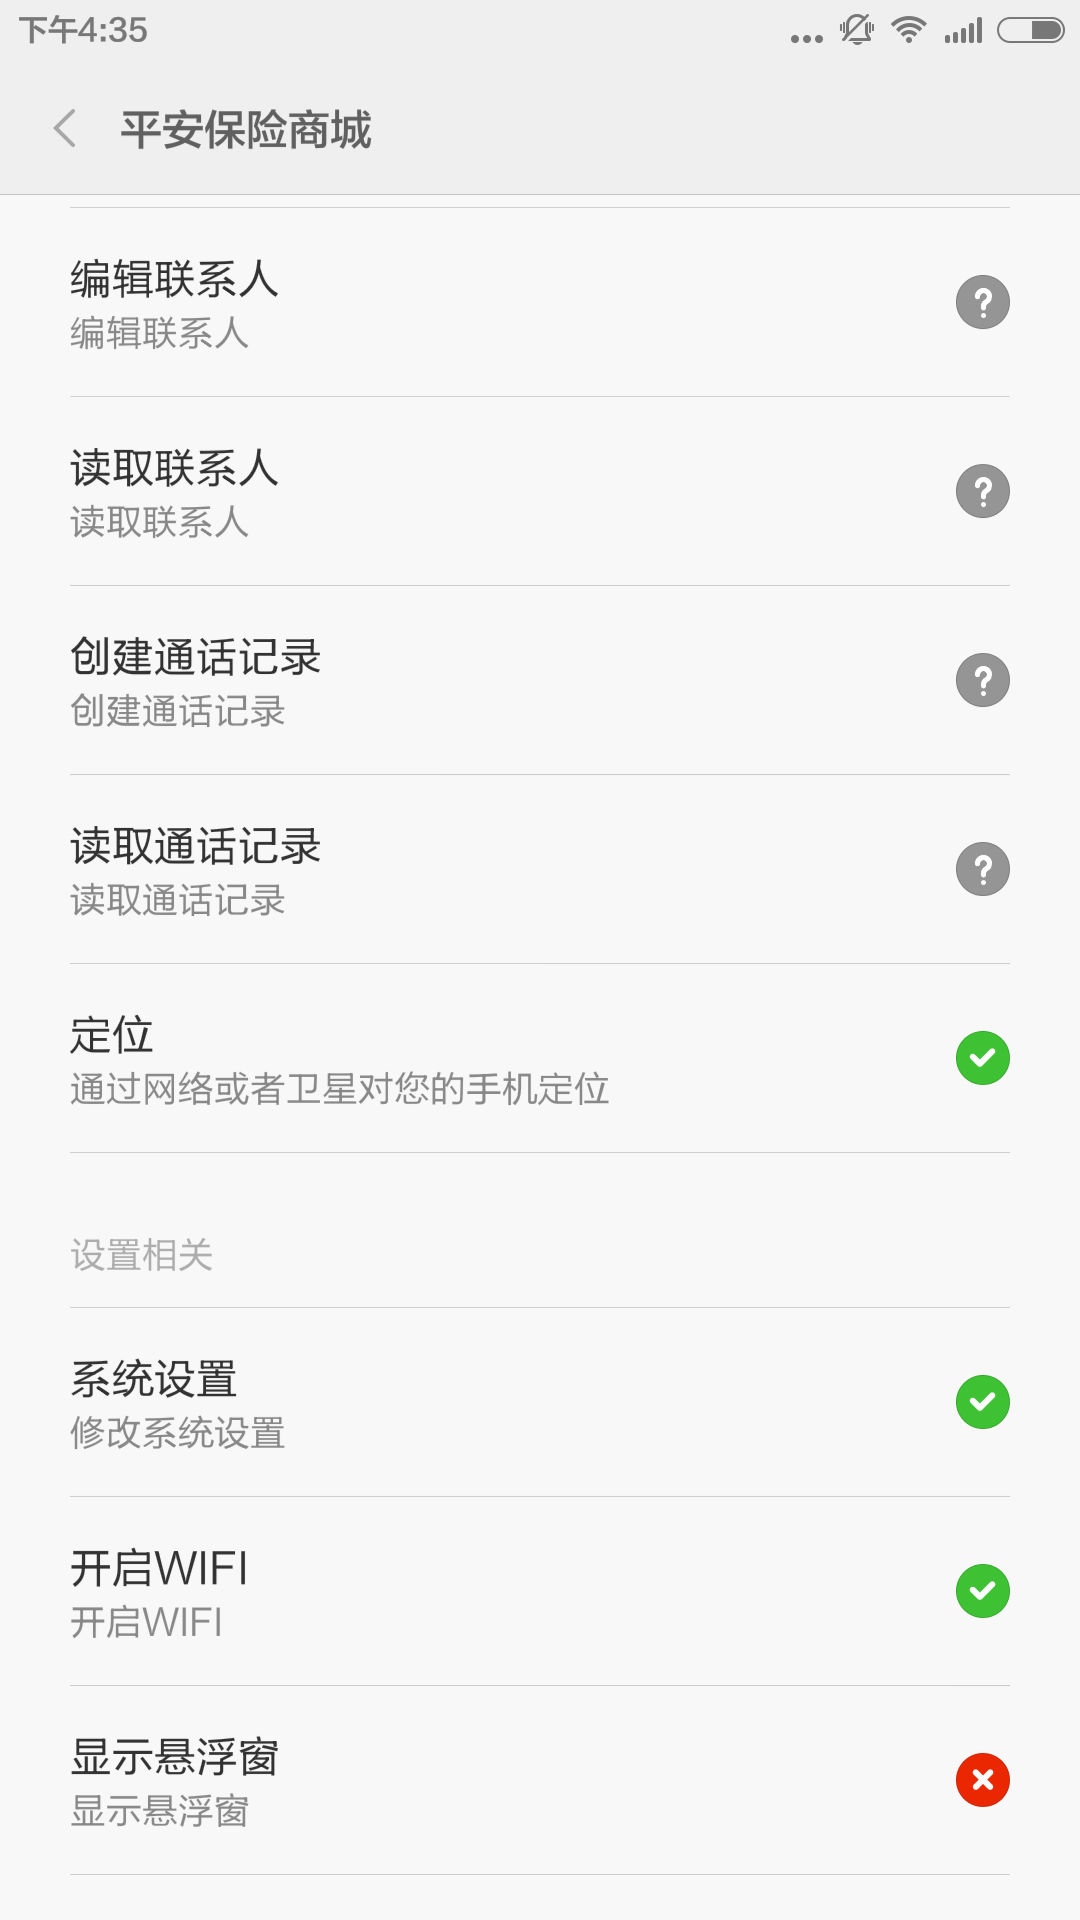 下午4:35
平安保险商城
编辑联系人
编辑联系人
读取联系人
读取联系人
创建通话记录
创建通话记录
读取通话记录
读取通话记录
定位
通过网络或者卫星对您的手机定位
设置相关
系统设置
修改系统设置
开启WIFI
开启WIFI
显示悬浮窗
显示悬浮窗